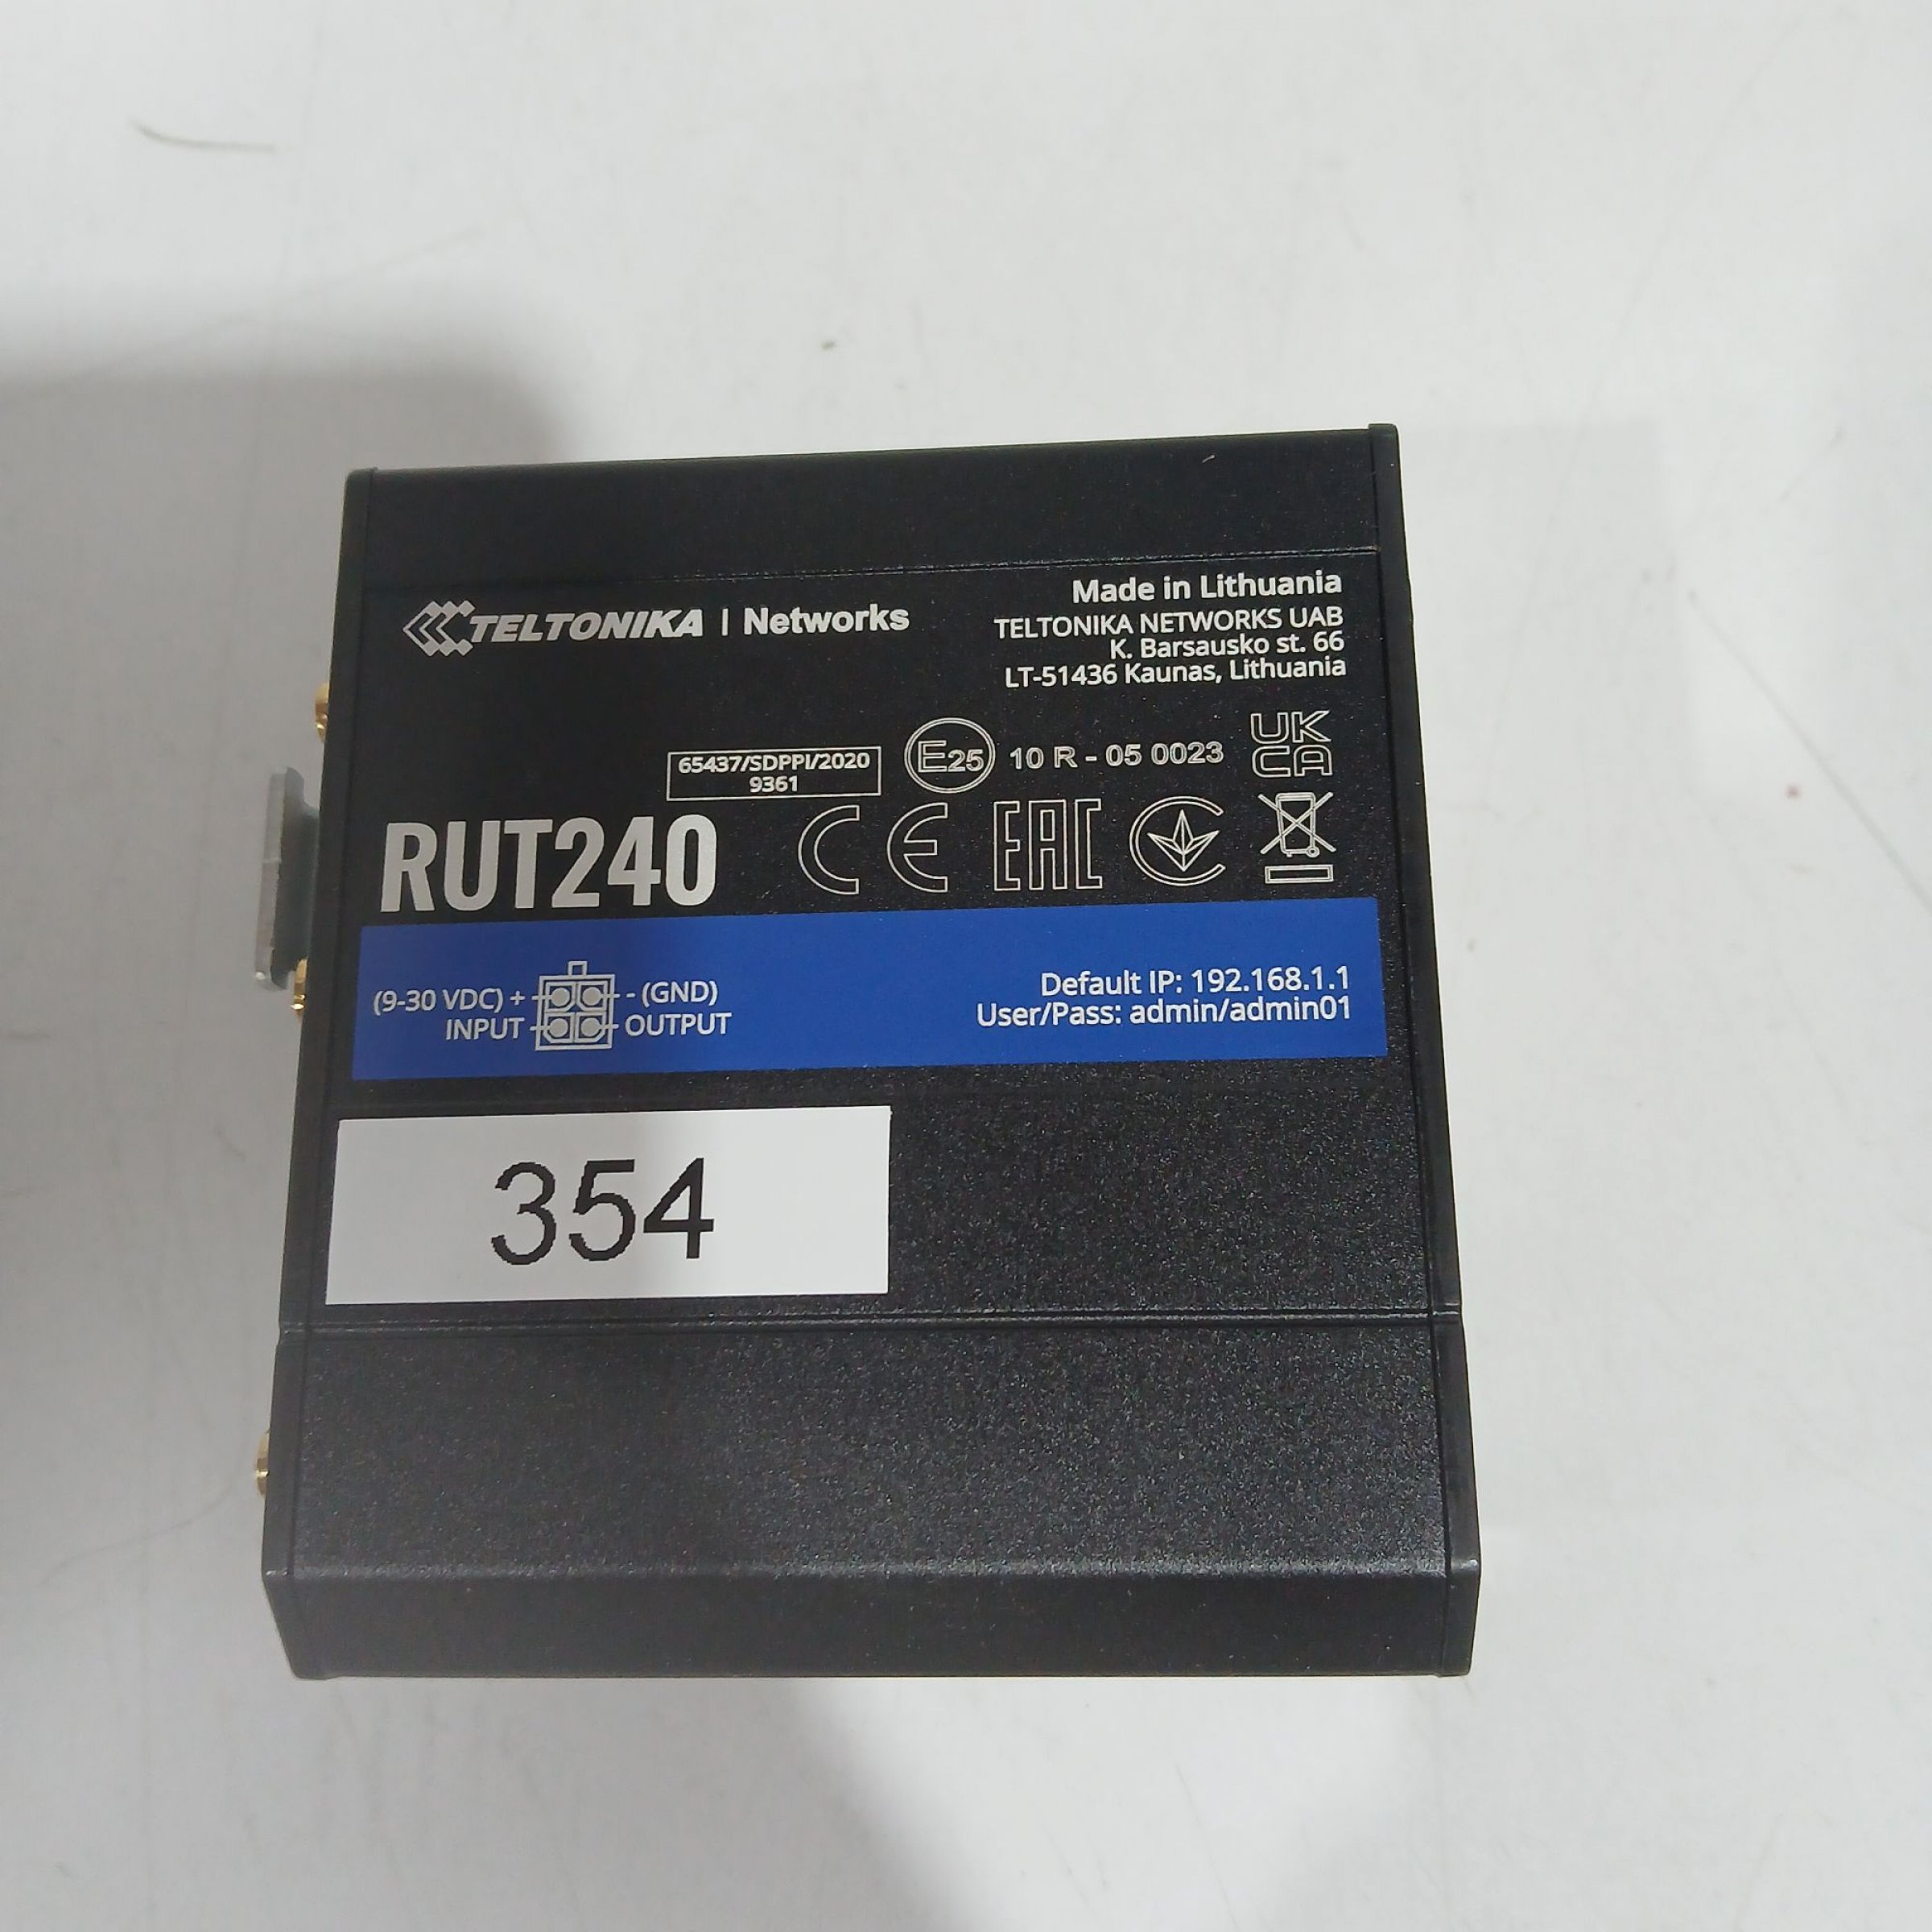 TELTONIKA | Networks
Made in Lithuania
TELTONIKA NETWORKS UAB
K. Barsausko st. 66
LT-51436 Kaunas, Lithuania
65437/SDPPI/2020
9361
E25 10 R - 05 0023
UK
CA
RUT240
CE EAC
(9-30 VDC) + - (GND)
INPUT OUTPUT
Default IP: 192.168.1.1
User/Pass: admin/admin01
354